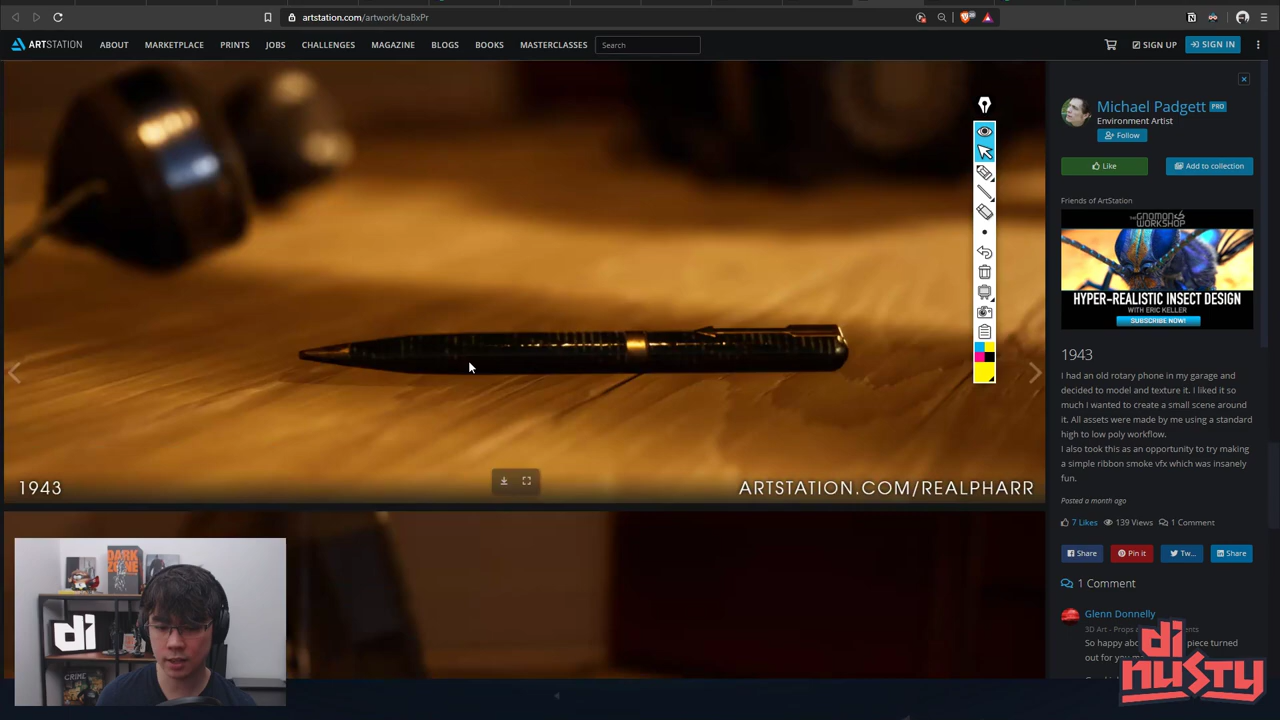 artstation.com/artwork/baBxPr
ARTSTATION
ABOUT
MARKETPLACE
PRINTS
JOBS
CHALLENGES
MAGAZINE
BLOGS
BOOKS
MASTERCLASSES
Search
SIGN UP
SIGN IN
Michael Padgett PRO
Environment Artist
Follow
Like
Add to collection
Friends of ArtStation
THE GNOMON
WORKSHOP
HYPER-REALISTIC INSECT DESIGN
WITH ERIC KELLER
SUBSCRIBE NOW!
1943
I had an old rotary phone in my garage and
decided to model and texture it. I liked it so
much I wanted to create a small scene around
it. All assets were made by me using a standard
high to low poly workflow.
I also took this as an opportunity to try making
a simple ribbon smoke vfx which was insanely
fun.
Posted a month ago
7 Likes 139 Views 1 Comment
Share
Pin it
Tw...
Share
1 Comment
Glenn Donnelly
3D Art - Props
So happy
out for
1943
ARTSTATION.COM/REALPHARR
DARK
ZONE
di
CRIME
di
nusty